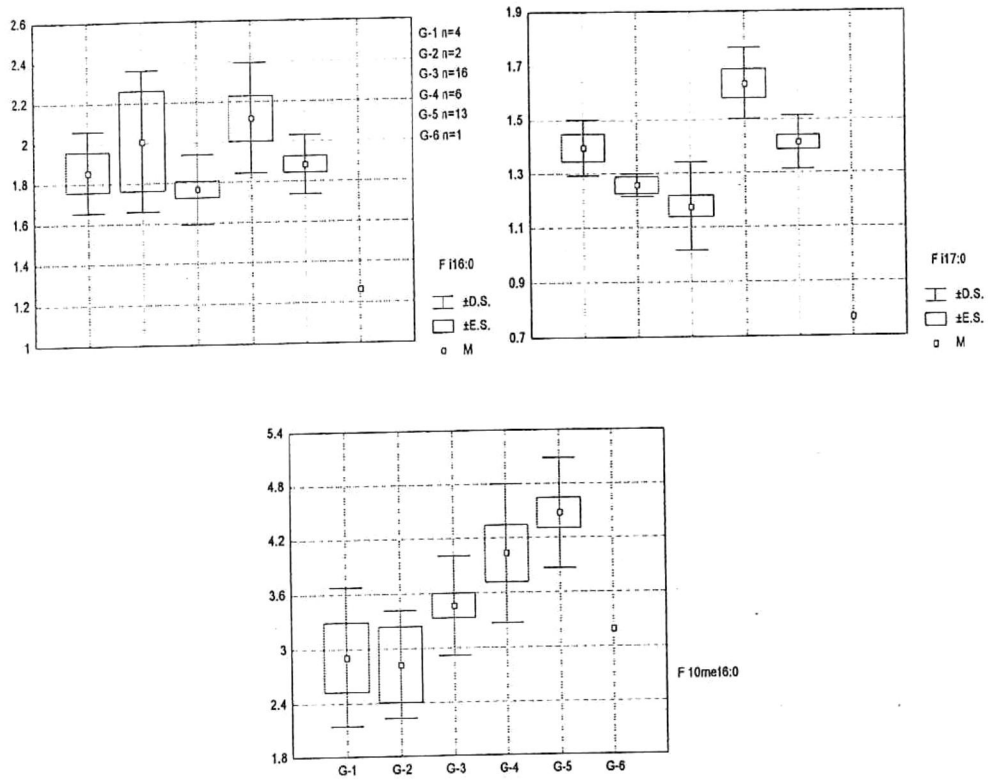 2.6
2.4
2.2
2.0
1.8
1.6
1.4
1.2
1
G-1 n=4
G-2 n=2
G-3 n=16
G-4 n=6
G-5 n=13
G-6 n=1
F i16:0
±D.S.
±E.S.
M
1.9
1.7
1.5
1.3
1.1
0.9
0.7
F i17:0
±D.S.
±E.S.
M
5.4
4.8
4.2
3.6
3
2.4
1.8
G-1 G-2 G-3 G-4 G-5 G-6
F 10me16:0